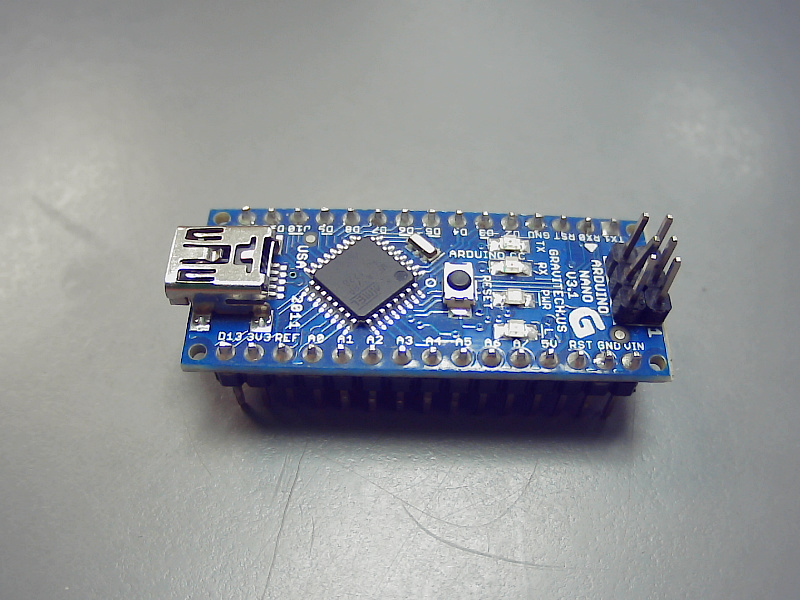 D10 D9 D8 D7 D6 D5 D4 D3 D2 GND RST RX0 TX1
USA
2011
ARDUINO.CC
RESET
TX
RX
PWR
L
GRAVITECH.US
ARDUINO
NANO
V3.1
G
1
D13 3V3 REF A0 A1 A2 A3 A4 A5 A6 A7 5V RST GND VIN